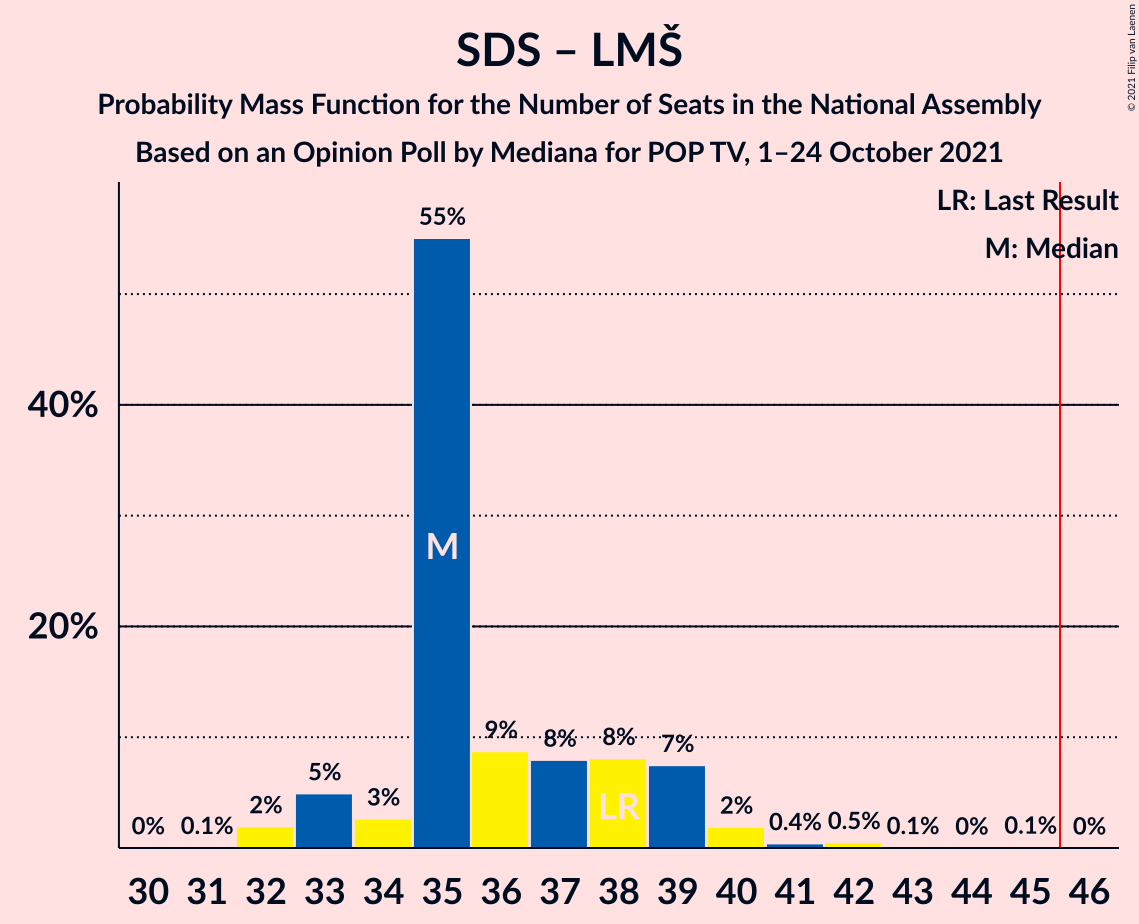 SDS – LMŠ
Probability Mass Function for the Number of Seats in the National Assembly
Based on an Opinion Poll by Mediana for POP TV, 1–24 October 2021
© 2021 Filip van Laenen
LR: Last Result
M: Median
55%
40%
M
20%
9%
8%
8%
7%
5%
3%
2%
LR
2%
0%
0.1%
0.4%
0.5%
0.1%
0%
0.1%
0%
30 31 32 33 34 35 36 37 38 39 40 41 42 43 44 45 46